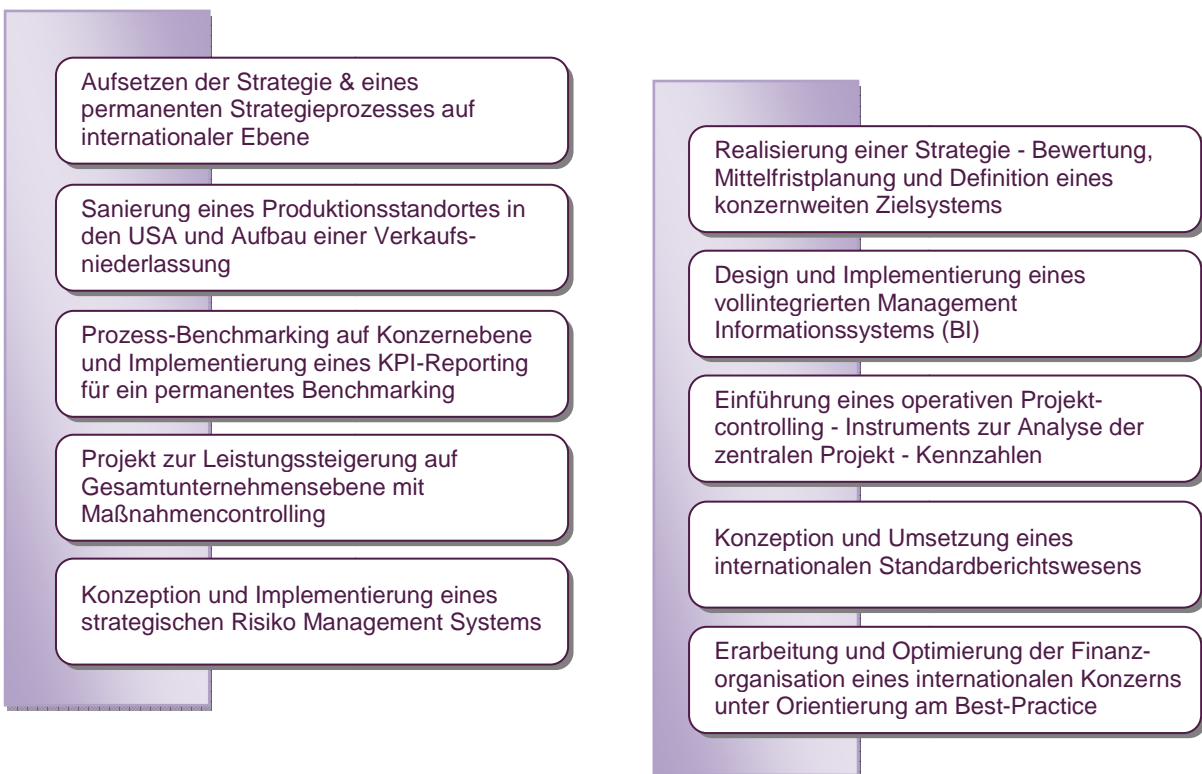 Aufsetzen der Strategie & eines
permanenten Strategieprozesses auf
internationaler Ebene
Sanierung eines Produktionsstandortes in
den USA und Aufbau einer Verkaufs-
niederlassung
Prozess-Benchmarking auf Konzernebene
und Implementierung eines KPI-Reporting
für ein permanentes Benchmarking
Projekt zur Leistungssteigerung auf
Gesamtunternehmensebene mit
Maßnahmencontrolling
Konzeption und Implementierung eines
strategischen Risiko Management Systems
Realisierung einer Strategie - Bewertung,
Mittelfristplanung und Definition eines
konzernweiten Zielsystems
Design und Implementierung eines
vollintegrierten Management
Informationssystems (BI)
Einführung eines operativen Projekt-
controlling - Instruments zur Analyse der
zentralen Projekt - Kennzahlen
Konzeption und Umsetzung eines
internationalen Standardberichtswesens
Erarbeitung und Optimierung der Finanz-
organisation eines internationalen Konzerns
unter Orientierung am Best-Practice